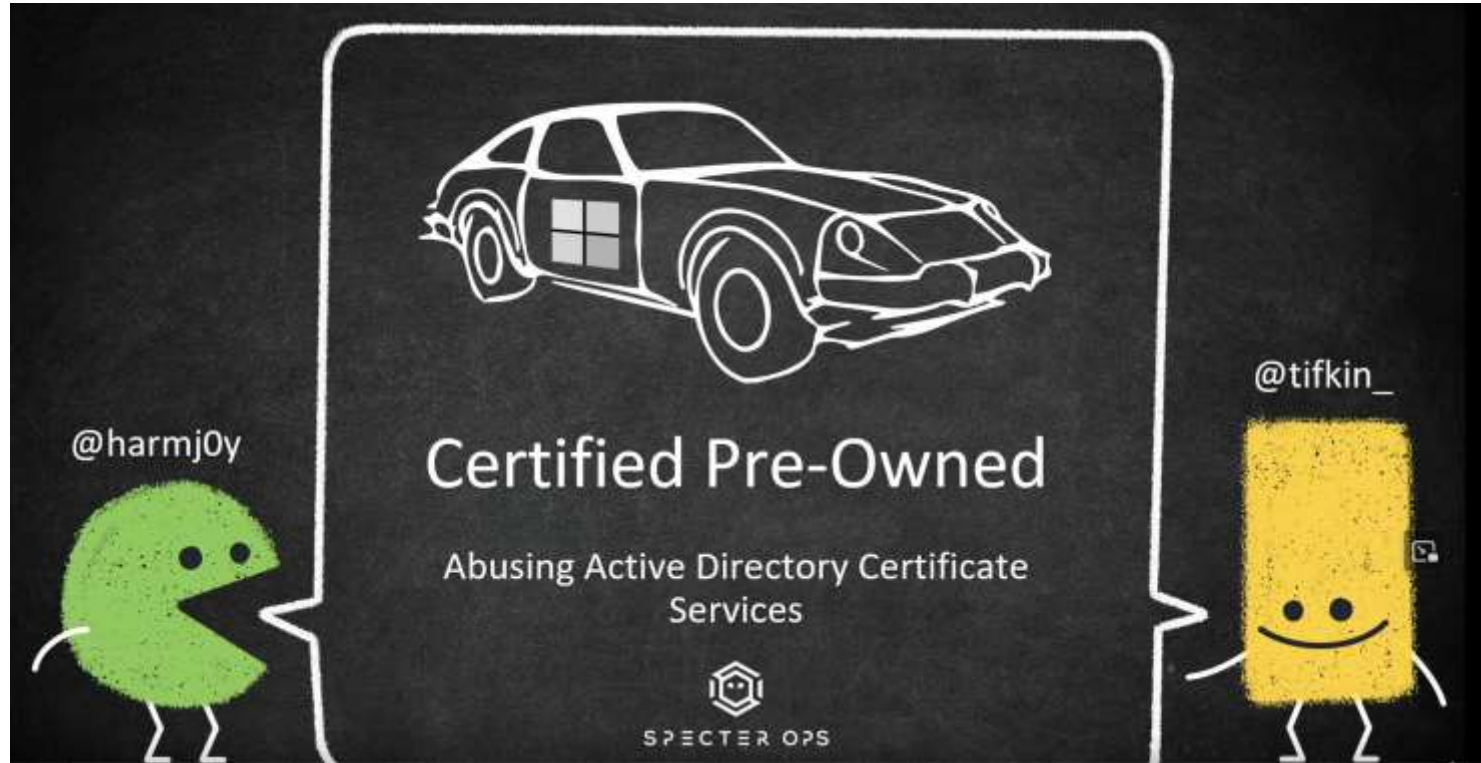 @tifkin_
@harmj0y
Certified Pre-Owned
Abusing Active Directory Certificate
Services
SPECTER OPS